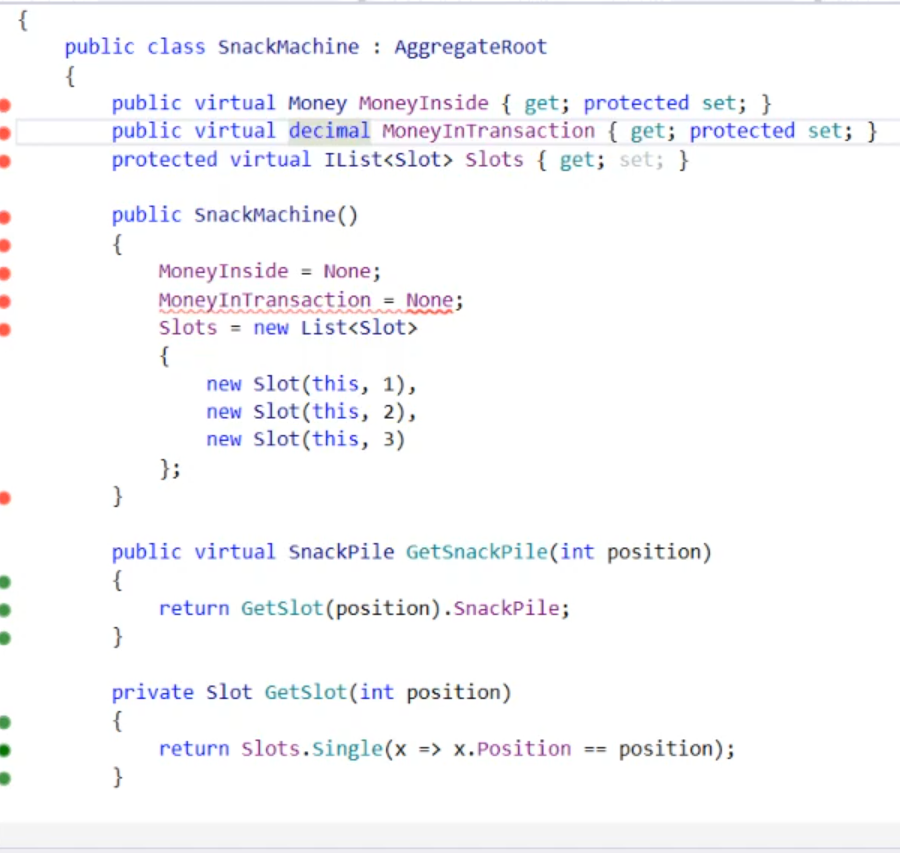 {
public class SnackMachine : AggregateRoot
{
public virtual Money MoneyInside { get; protected set; }
public virtual decimal MoneyInTransaction { get; protected set; }
protected virtual IList<Slot> Slots { get; set; }
public SnackMachine()
{
MoneyInside = None;
MoneyInTransaction = None;
Slots = new List<Slot>
{
new Slot(this, 1),
new Slot(this, 2),
new Slot(this, 3)
};
}
public virtual SnackPile GetSnackPile(int position)
{
return GetSlot(position).SnackPile;
}
private Slot GetSlot(int position)
{
return Slots.Single(x => x.Position == position);
}